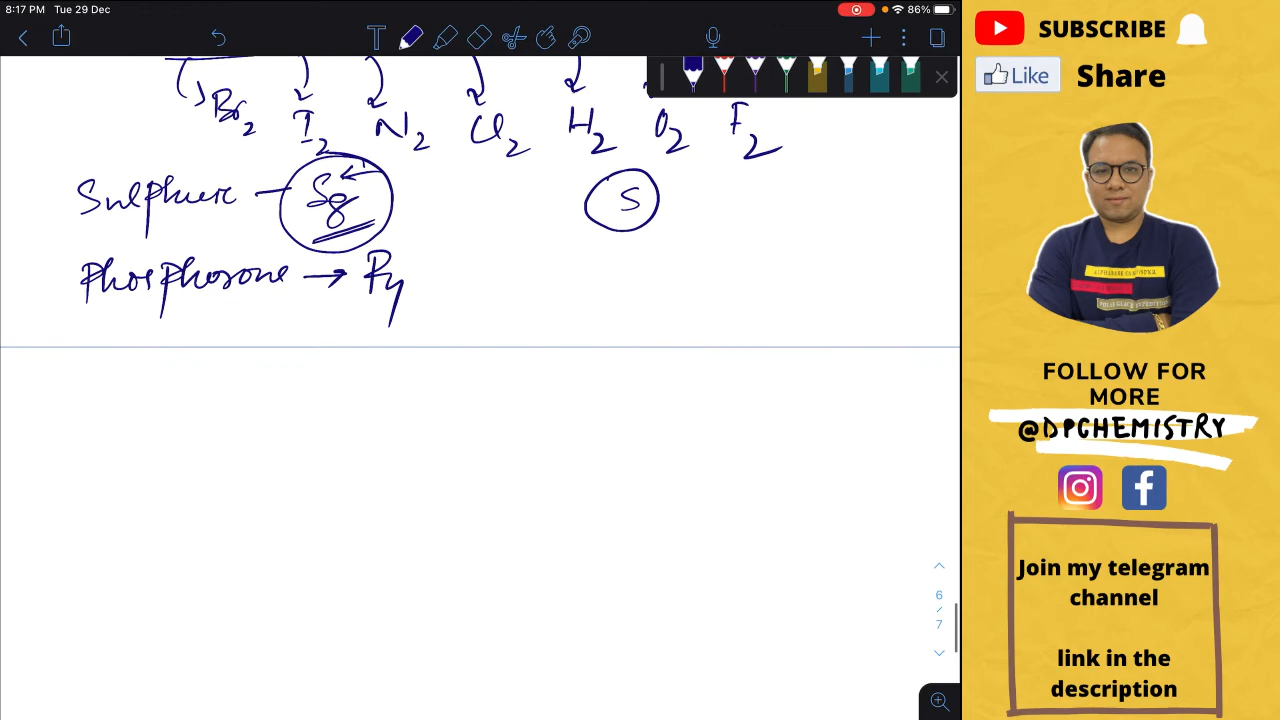 8:17 PM Tue 29 Dec
86%
Br2 I2 N2 Cl2 H2 O2 F2
Sulphur — S8
S
Phosphorous → P4
6
7
SUBSCRIBE
Like
Share
FOLLOW FOR
MORE
@DPCHEMISTRY
Join my telegram
channel
link in the
description